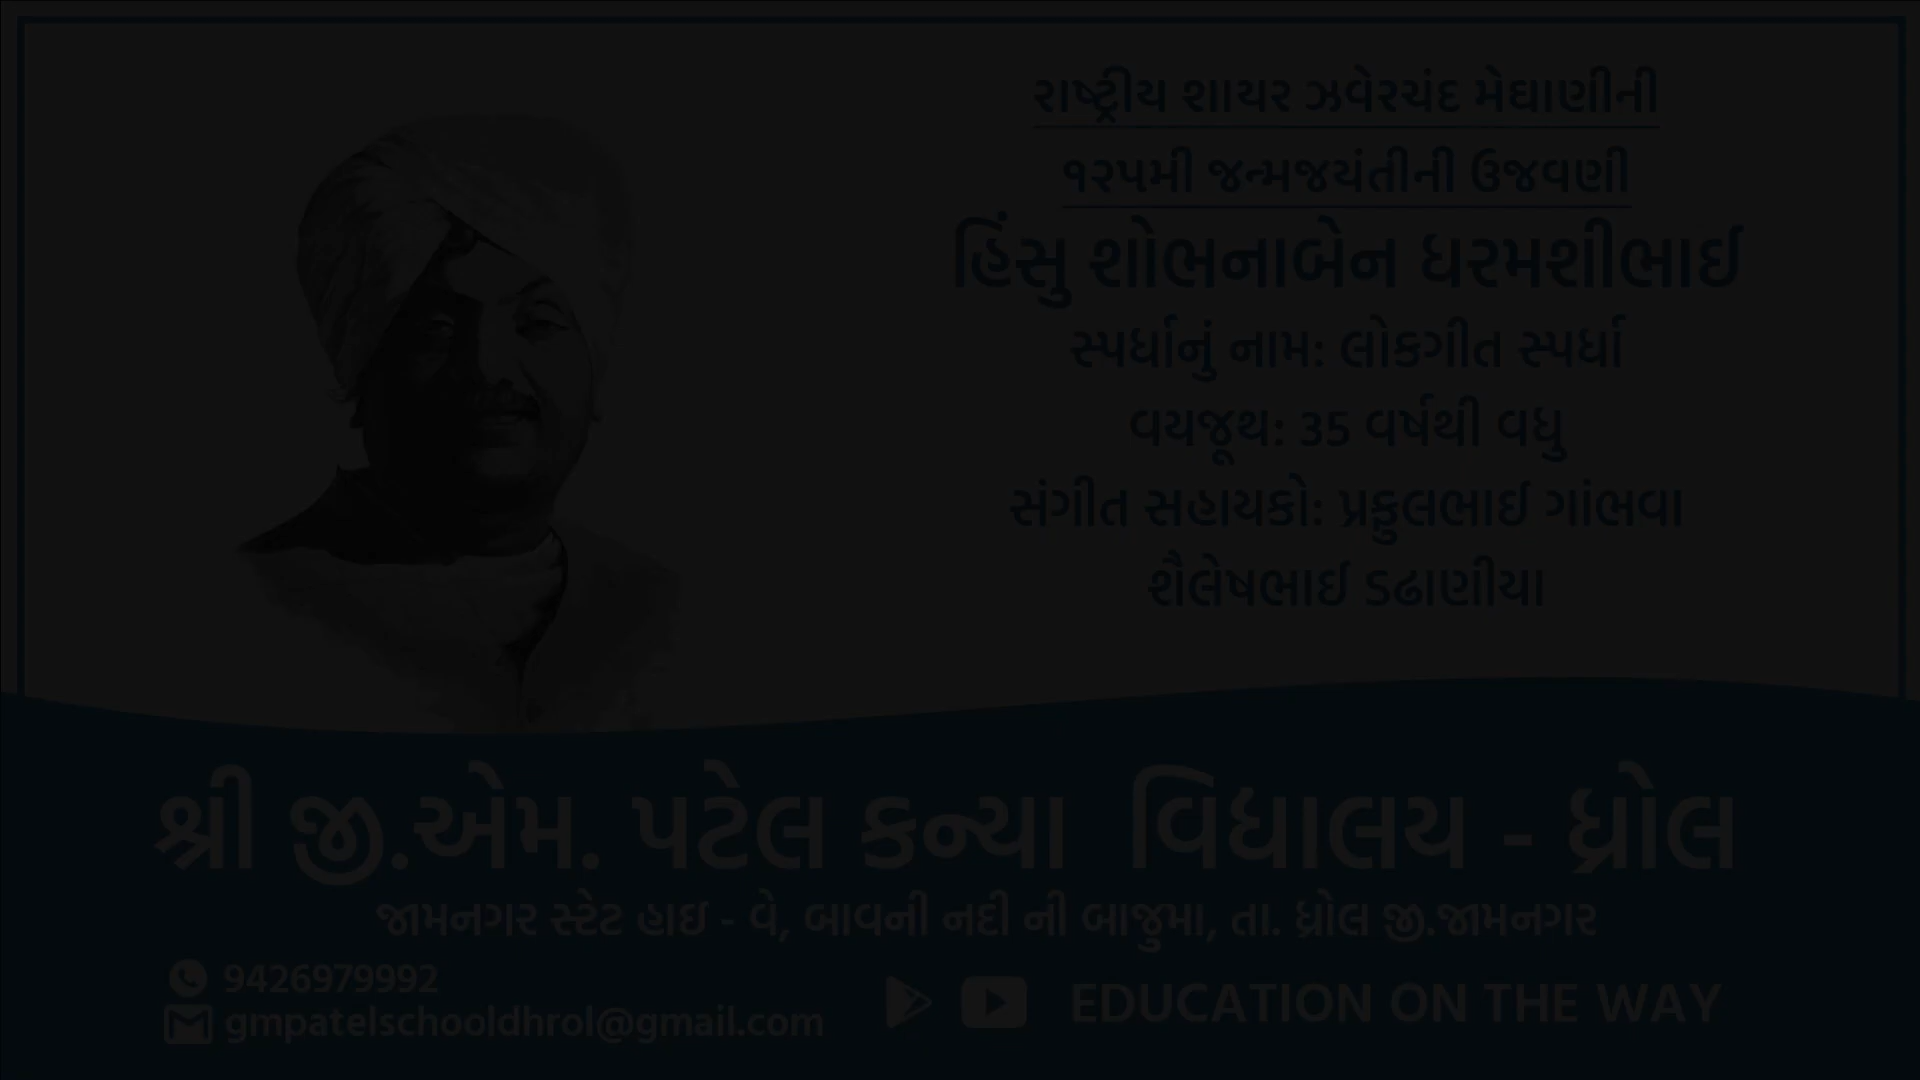 રાષ્ટ્રીય શાયર ઝવેરચંદ મેઘાણીની
૧૨૫મી જન્મજયંતીની ઉજવણી
હિંસુ શોભનાબેન ધરમશીભાઈ
સ્પર્ધાનું નામ: લોકગીત સ્પર્ધા
વયજૂથ: 35 વર્ષથી વધુ
સંગીત સહાયકો: પ્રફુલભાઈ ગાંભવા
શૈલેષભાઈ ડઢાણીયા
શ્રી જી.એમ. પટેલ કન્યા વિદ્યાલય - ધ્રોલ
જામનગર સ્ટેટ હાઇ - વે, બાવની નદી ની બાજુમા, તા. ધ્રોલ જી.જામનગર
9426979992
gmpatelschooldhrol@gmail.com
EDUCATION ON THE WAY